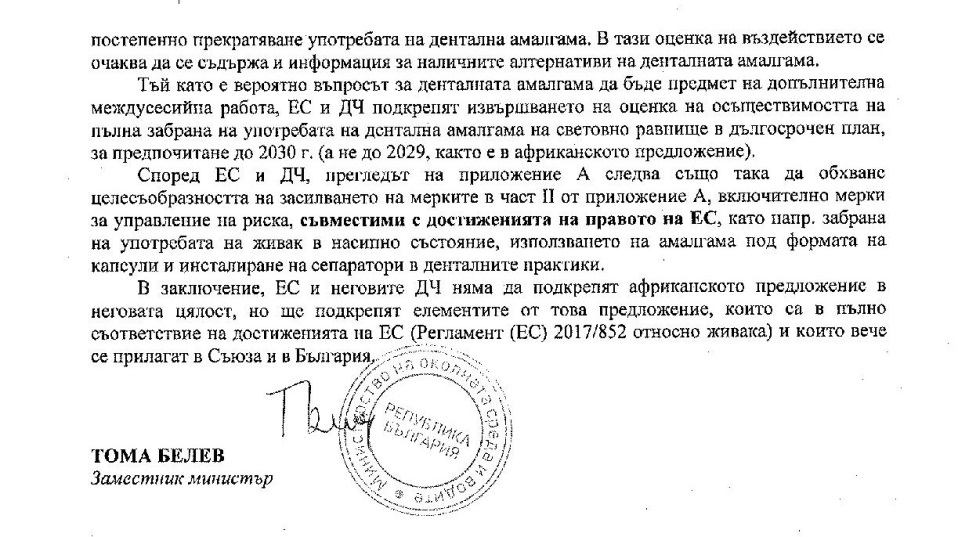 постепенно прекратяване употребата на дентална амалгама. В тази оценка на въздействието се
очаква да се съдържа и информация за наличните алтернативи на денталната амалгама.
Тъй като е вероятно въпросът за денталната амалгама да бъде предмет на допълнителна
междусесийна работа, ЕС и ДЧ подкрепят извършването на оценка на осъществимостта на
пълна забрана на употребата на дентална амалгама на световно равнище в дългосрочен план,
за предпочитане до 2030 г. (а не до 2029, както е в африканското предложение).
Според ЕС и ДЧ, прегледът на приложение А следва също така да обхване
целесъобразността на засилването на мерките в част II от приложение А, включително мерки
за управление на риска, съвместими с достиженията на правото на ЕС, като напр. забрана
на употребата на живак в насипно състояние, използването на амалгама под формата на
капсули и инсталиране на сепаратори в денталните практики.
В заключение, ЕС и неговите ДЧ няма да подкрепят африканското предложение в
неговата цялост, но ще подкрепят елементите от това предложение, които са в пълно
съответствие на достиженията на ЕС (Регламент (ЕС) 2017/852 относно живака) и които вече
се прилагат в Съюза и в България.
Министерство на околната среда и водите
РЕПУБЛИКА
БЪЛГАРИЯ
ТОМА БЕЛЕВ
Заместник министър